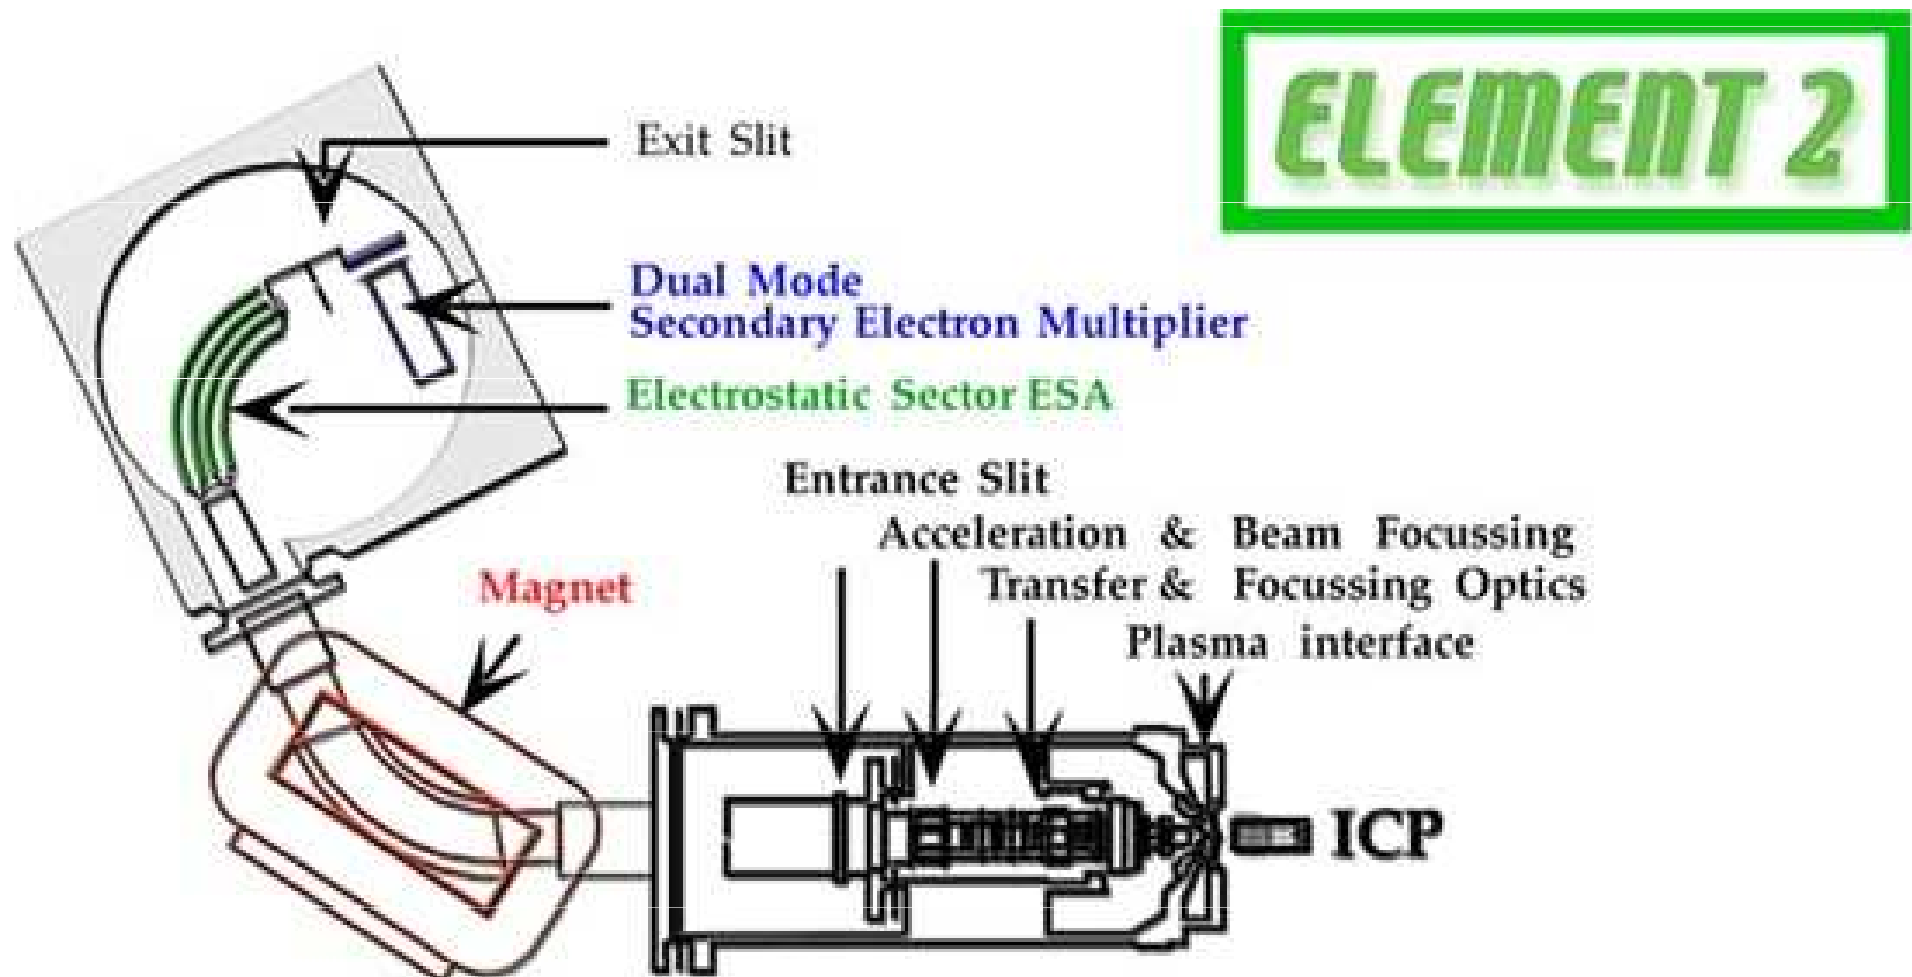 ELEMENT 2
Exit Slit
Dual Mode
Secondary Electron Multiplier
Electrostatic Sector ESA
Entrance Slit
Acceleration & Beam Focussing
Transfer & Focussing Optics
Plasma interface
Magnet
ICP